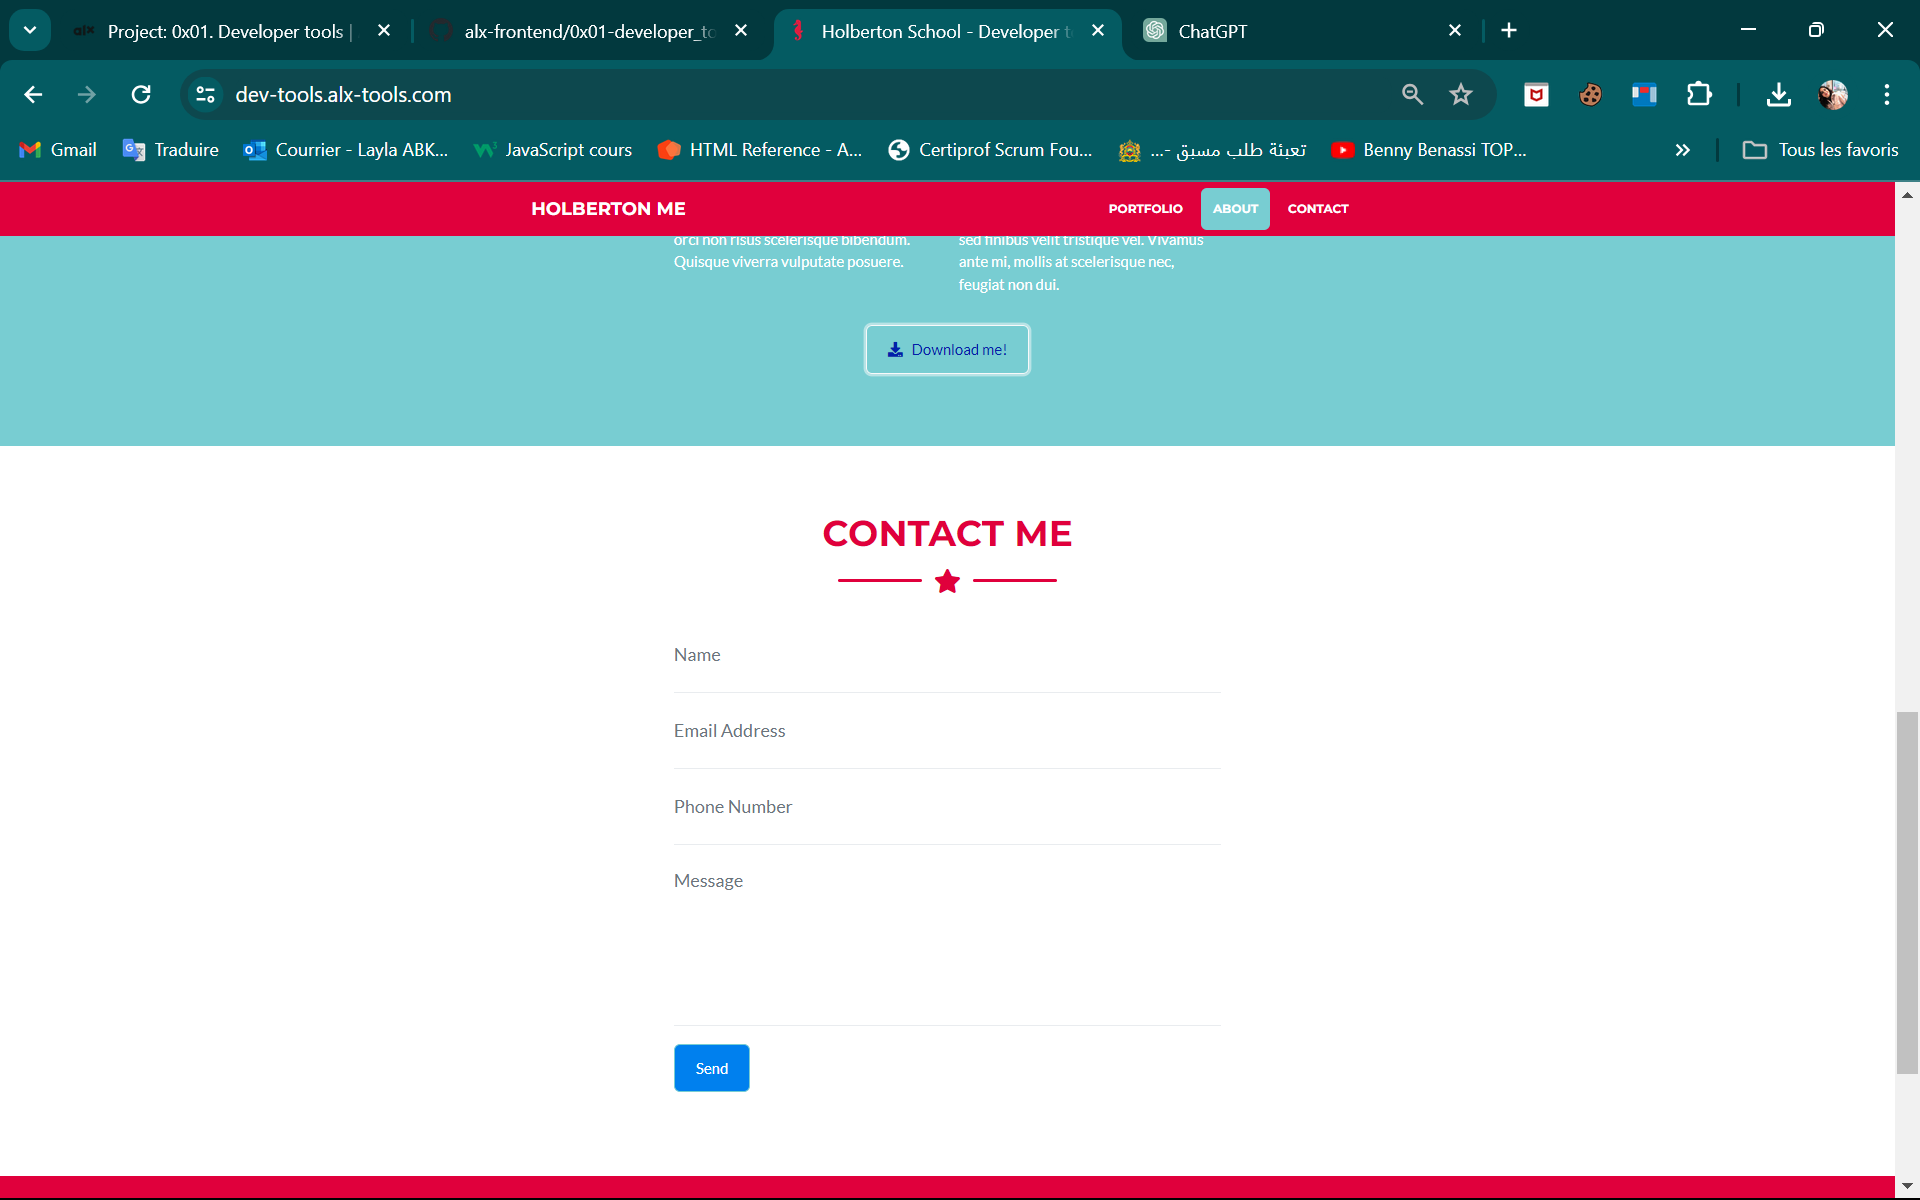 alx Project: 0x01. Developer tools |
alx-frontend/0x01-developer_to
Holberton School - Developer t
ChatGPT
dev-tools.alx-tools.com
Gmail
Traduire
Courrier - Layla ABK...
JavaScript cours
HTML Reference - A...
Certiprof Scrum Fou...
تعبئة طلب مسبق -...
Benny Benassi TOP...
Tous les favoris
HOLBERTON ME
PORTFOLIO
ABOUT
CONTACT
orci non risus scelerisque bibendum.
Quisque viverra vulputate posuere.
sed finibus velit tristique vel. Vivamus
ante mi, mollis at scelerisque nec,
feugiat non dui.
Download me!
CONTACT ME
Name
Email Address
Phone Number
Message
Send